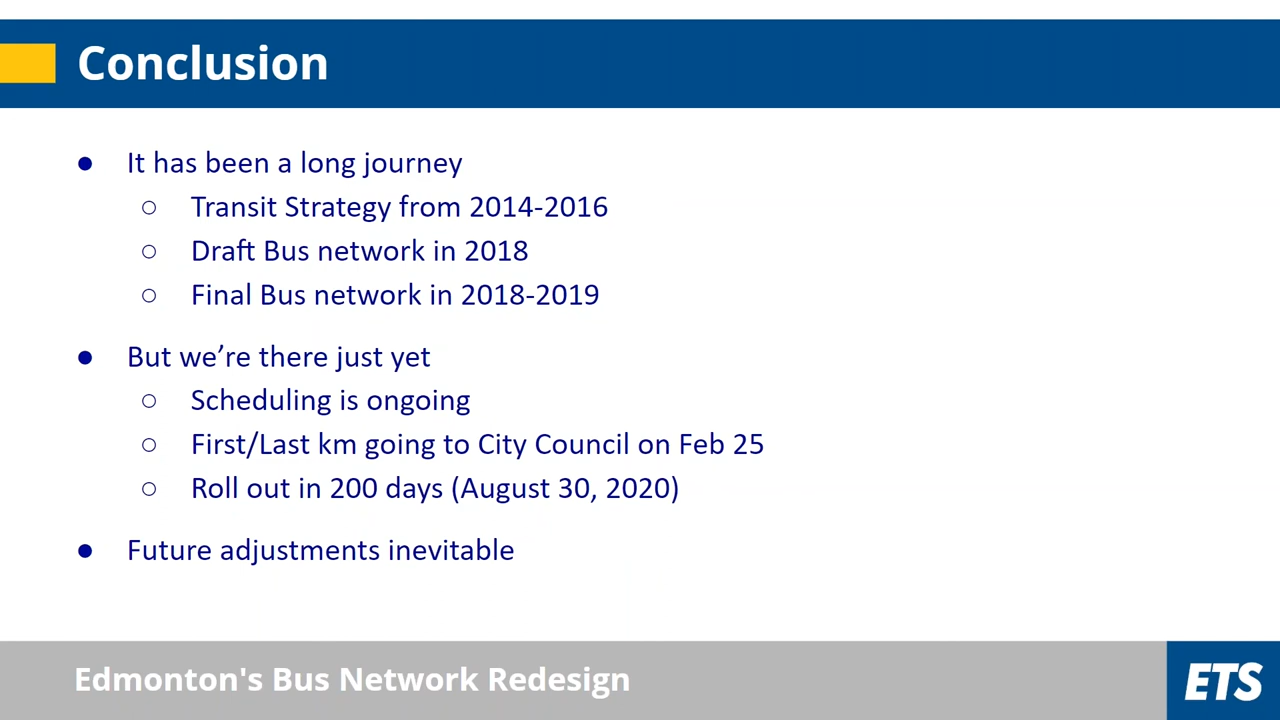 Conclusion
● It has been a long journey
○ Transit Strategy from 2014-2016
○ Draft Bus network in 2018
○ Final Bus network in 2018-2019
● But we’re there just yet
○ Scheduling is ongoing
○ First/Last km going to City Council on Feb 25
○ Roll out in 200 days (August 30, 2020)
● Future adjustments inevitable
Edmonton's Bus Network Redesign
ETS